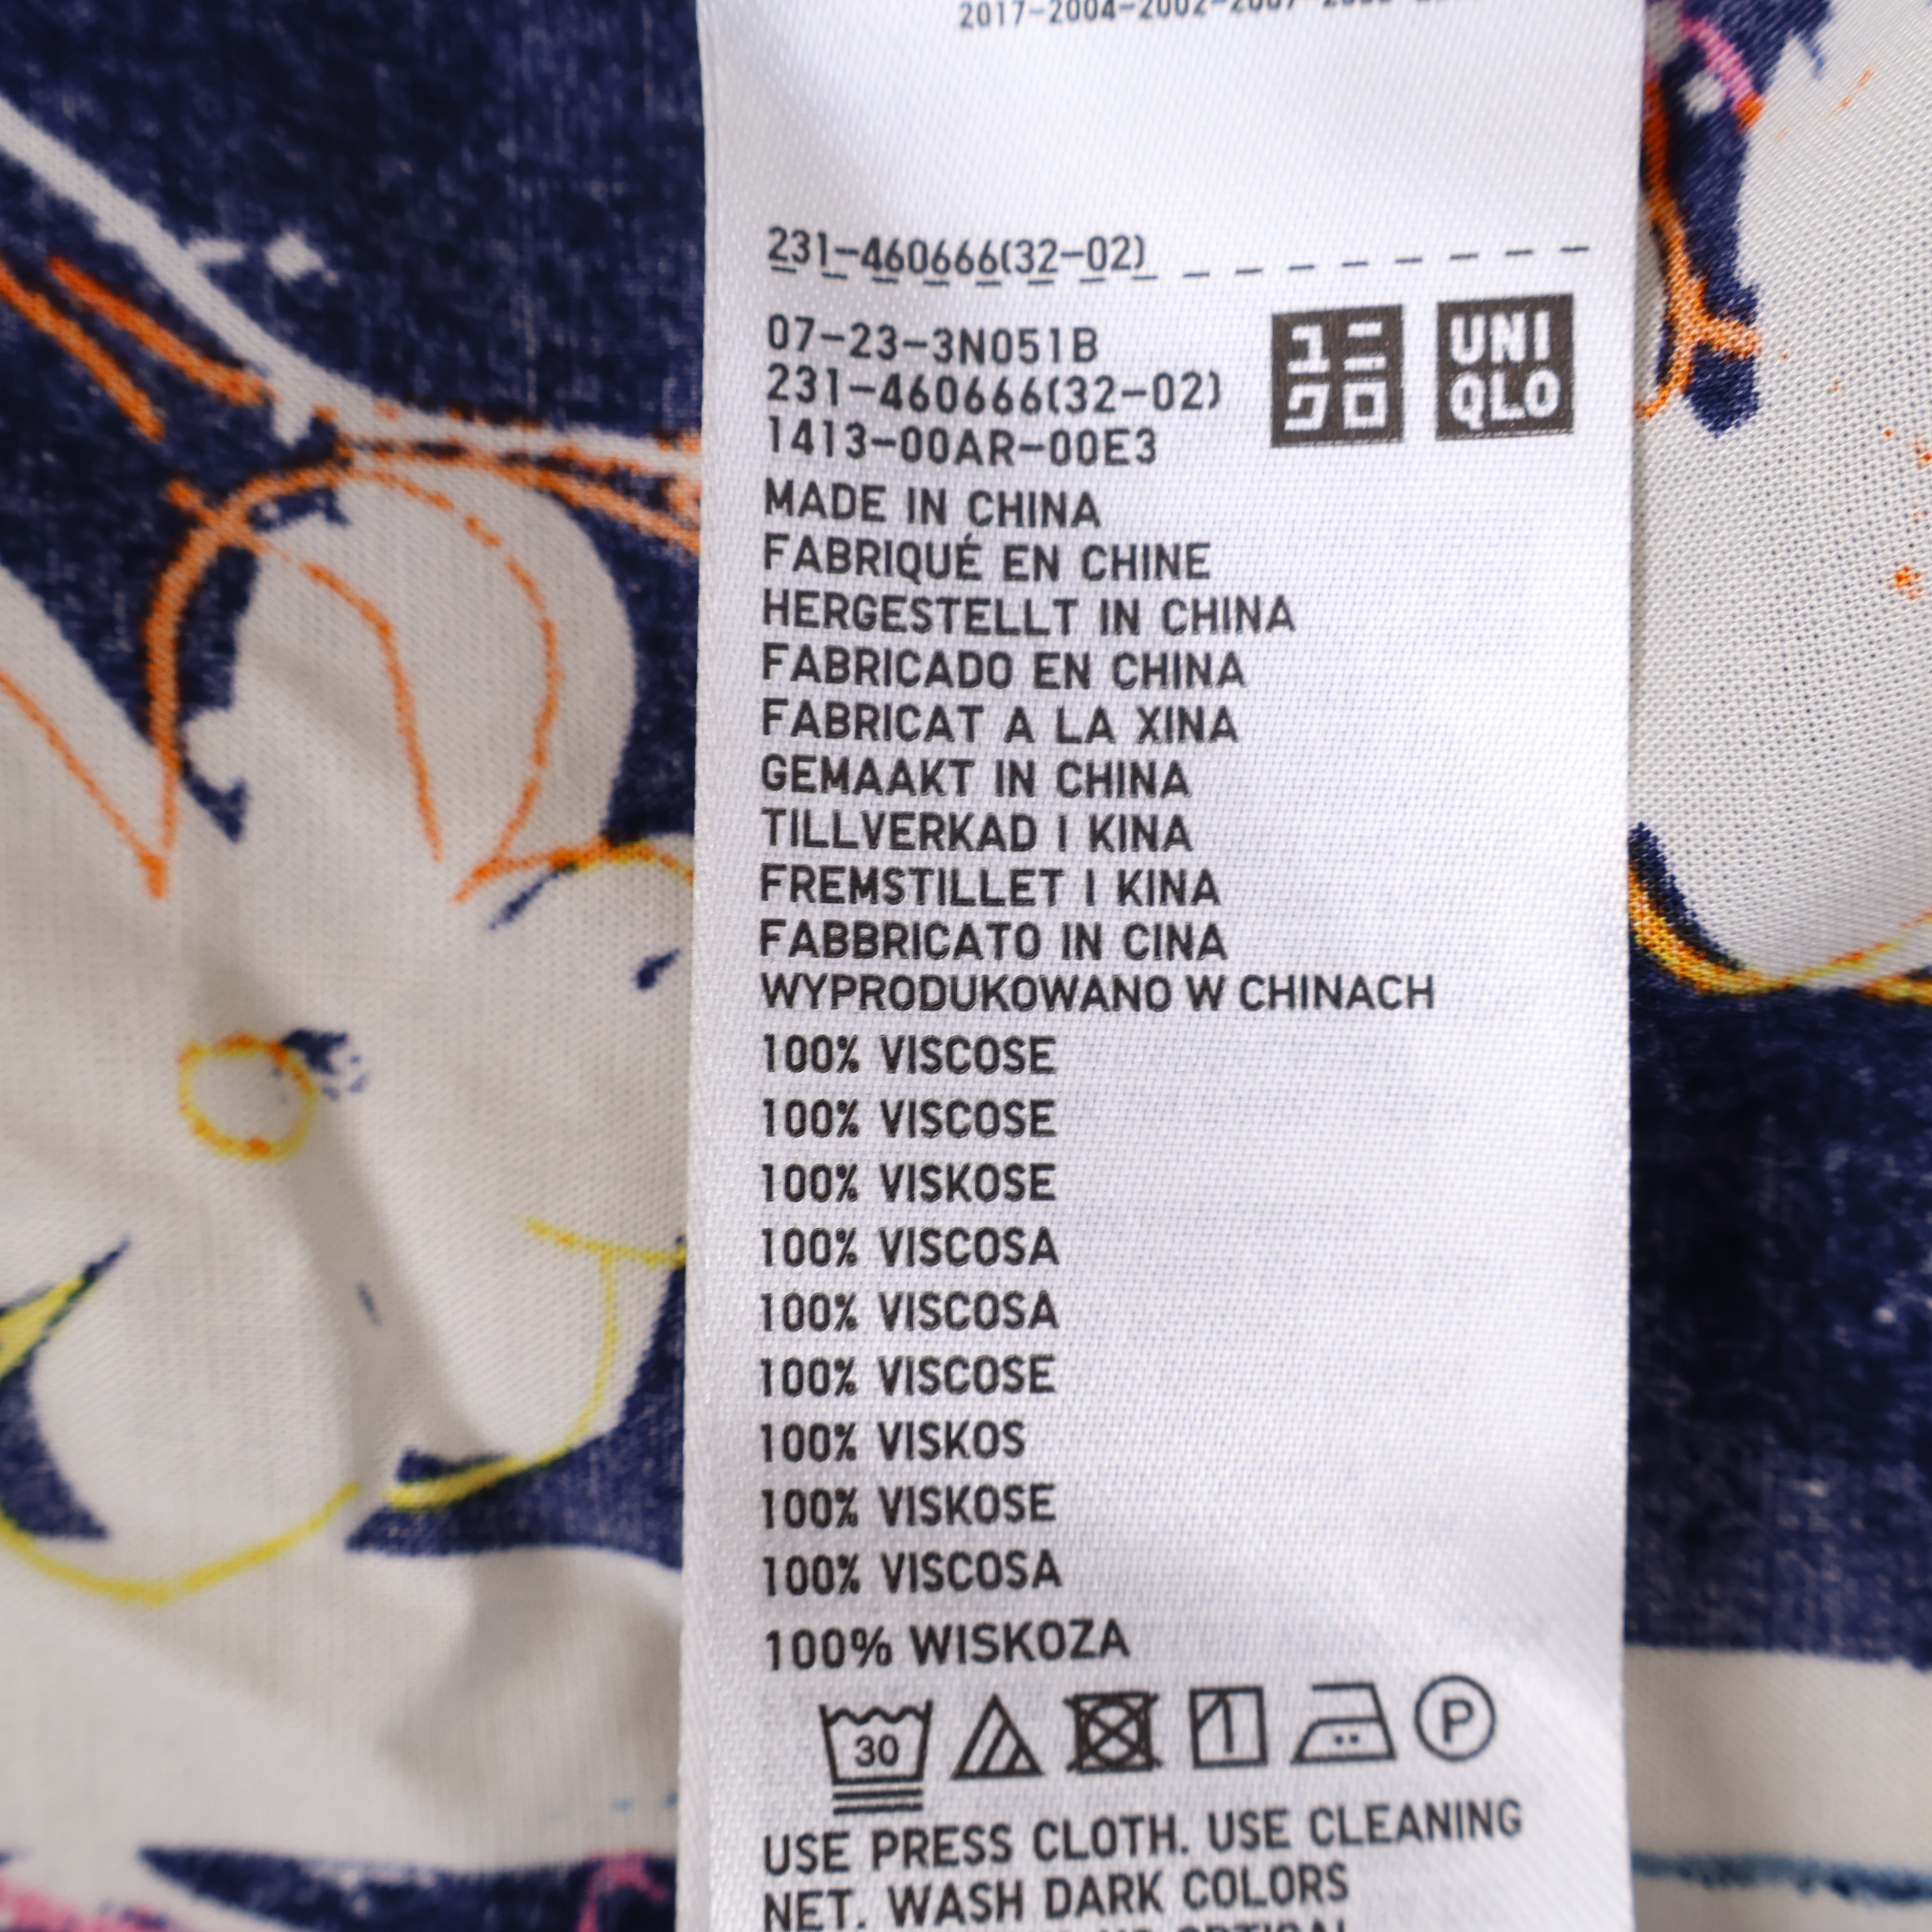 231-460666(32-02)
07-23-3N051B
231-460666(32-02)
1413-00AR-00E3
ユニ
クロ
UNI
QLO
MADE IN CHINA
FABRIQUÉ EN CHINE
HERGESTELLT IN CHINA
FABRICADO EN CHINA
FABRICAT A LA XINA
GEMAAKT IN CHINA
TILLVERKAD I KINA
FREMSTILLET I KINA
FABBRICATO IN CINA
WYPRODUKOWANO W CHINACH
100% VISCOSE
100% VISCOSE
100% VISKOSE
100% VISCOSA
100% VISCOSA
100% VISCOSE
100% VISKOS
100% VISKOSE
100% VISCOSA
100% WISKOZA
30 P
USE PRESS CLOTH. USE CLEANING
NET. WASH DARK COLORS